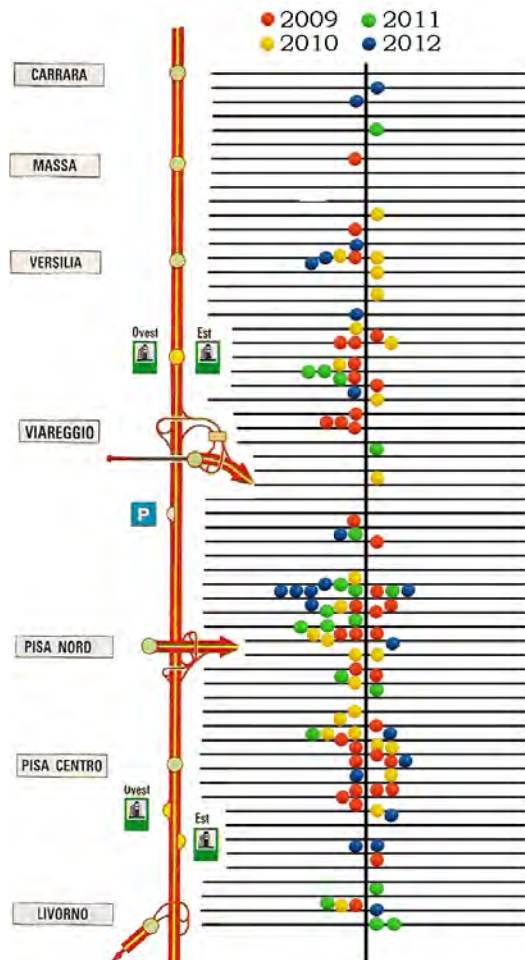 2009
2011
2010
2012
CARRARA
MASSA
VERSILIA
Ovest
Est
VIAREGGIO
P
PISA NORD
PISA CENTRO
Ovest
Est
LIVORNO